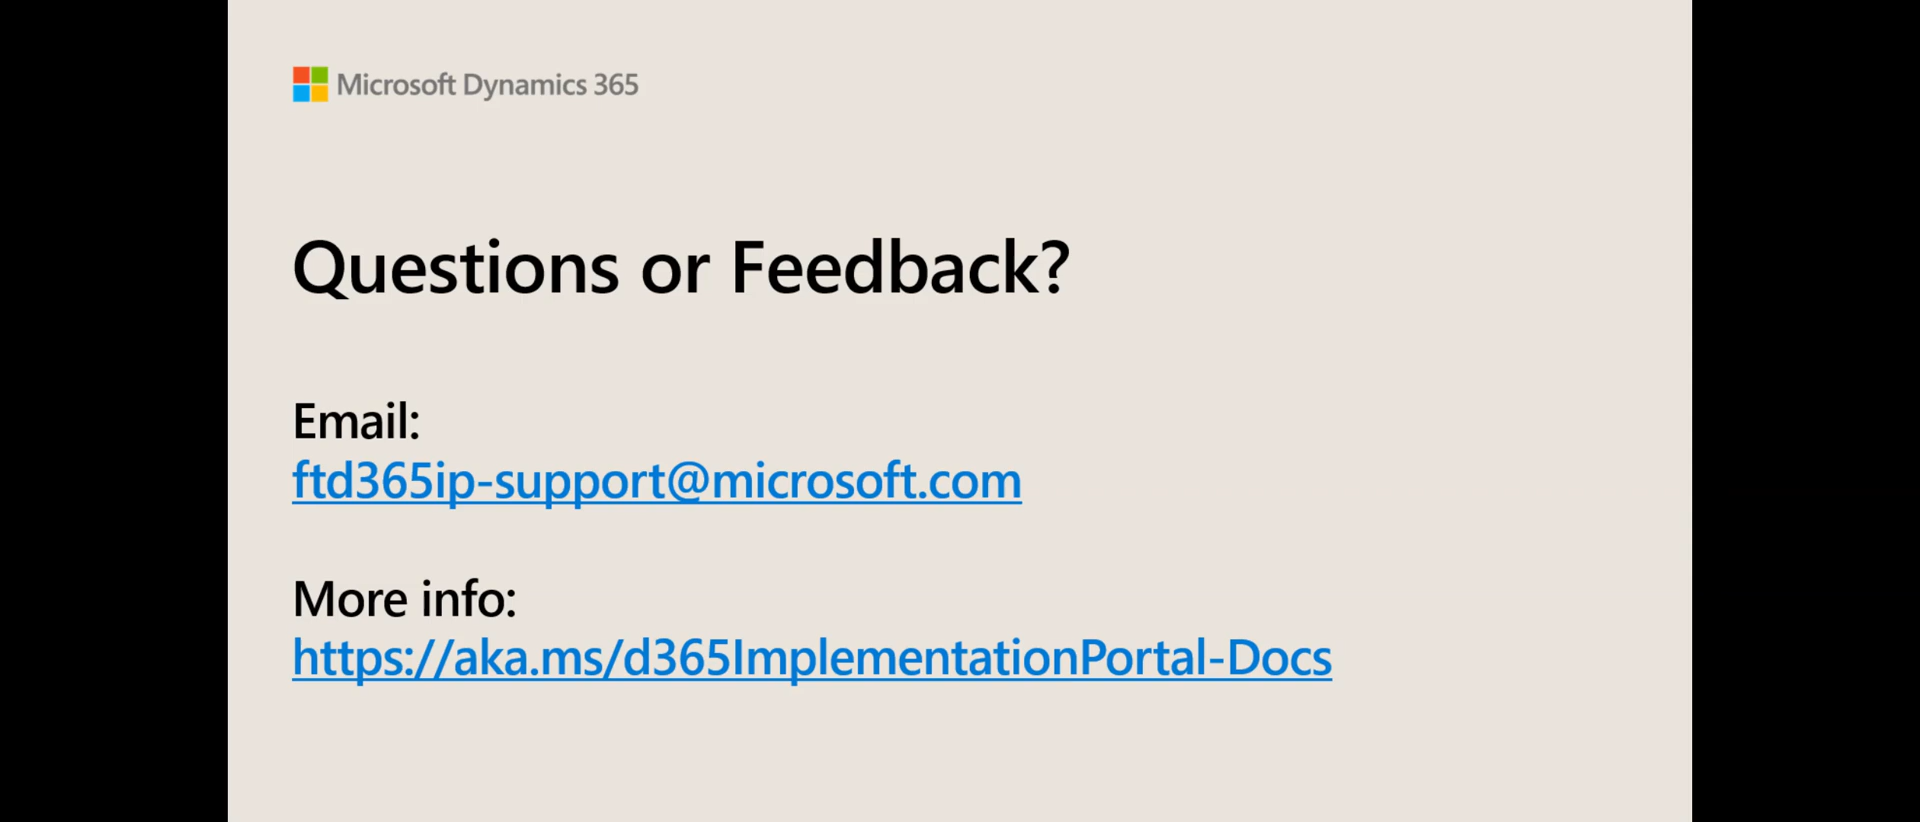 Microsoft Dynamics 365
Questions or Feedback?
Email:
ftd365ip-support@microsoft.com
More info:
https://aka.ms/d365ImplementationPortal-Docs